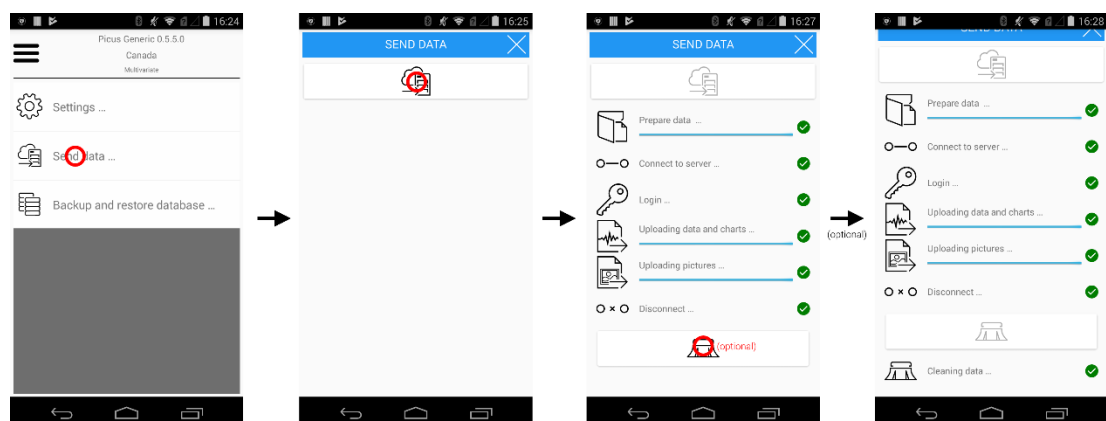 16:24
Picus Generic 0.5.5.0
Canada
Multivariate
Settings ...
Send data ...
Backup and restore database ...
16:25
SEND DATA
16:27
SEND DATA
Prepare data ...
Connect to server ...
Login ...
Uploading data and charts ...
Uploading pictures ...
Disconnect ...
(optional)
(optional)
16:28
SEND DATA
Prepare data ...
Connect to server ...
Login ...
Uploading data and charts ...
Uploading pictures ...
Disconnect ...
Cleaning data ...